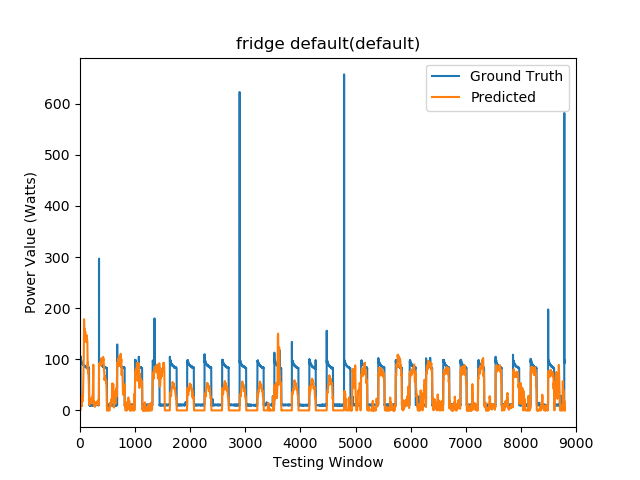 fridge default(default)
Ground Truth
Predicted
Power Value (Watts)
600
500
400
300
200
100
0
0 1000 2000 3000 4000 5000 6000 7000 8000 9000
Testing Window